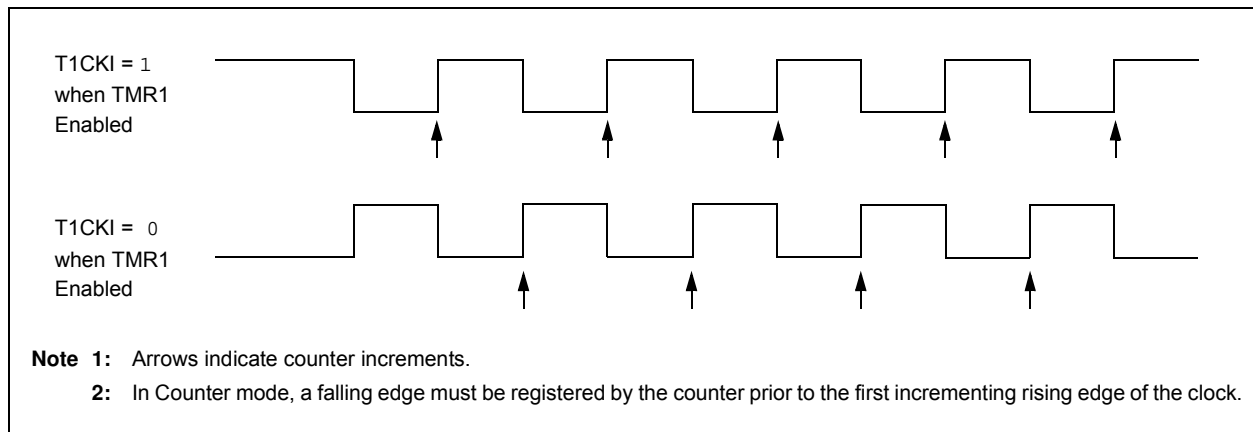 T1CKI = 1
when TMR1
Enabled
T1CKI = 0
when TMR1
Enabled
Note 1: Arrows indicate counter increments.
2: In Counter mode, a falling edge must be registered by the counter prior to the first incrementing rising edge of the clock.